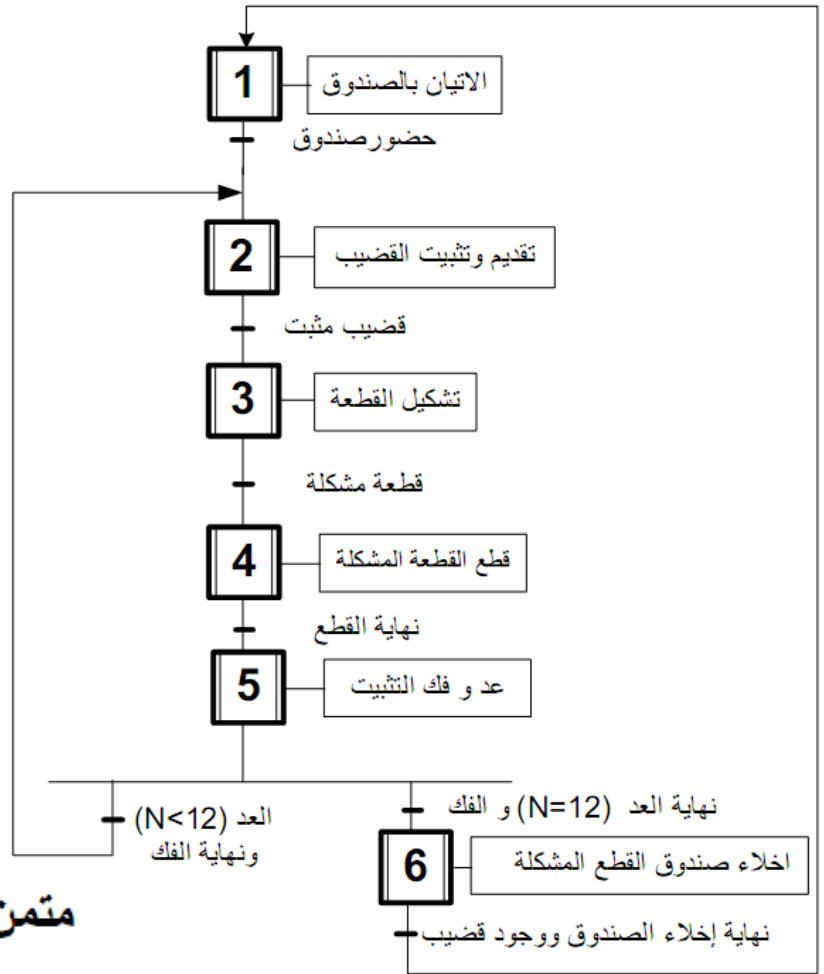 1
الاتيان بالصندوق
حضورصندوق
2
تقديم وتثبيت القضيب
قضيب مثبت
3
تشكيل القطعة
قطعة مشكلة
4
قطع القطعة المشكلة
نهاية القطع
5
عد و فك التثبيت
نهاية العد (N=12) و الفك
العد (N<12)
ونهاية الفك
6
اخلاء صندوق القطع المشكلة
متمن
نهاية إخلاء الصندوق ووجود قضيب